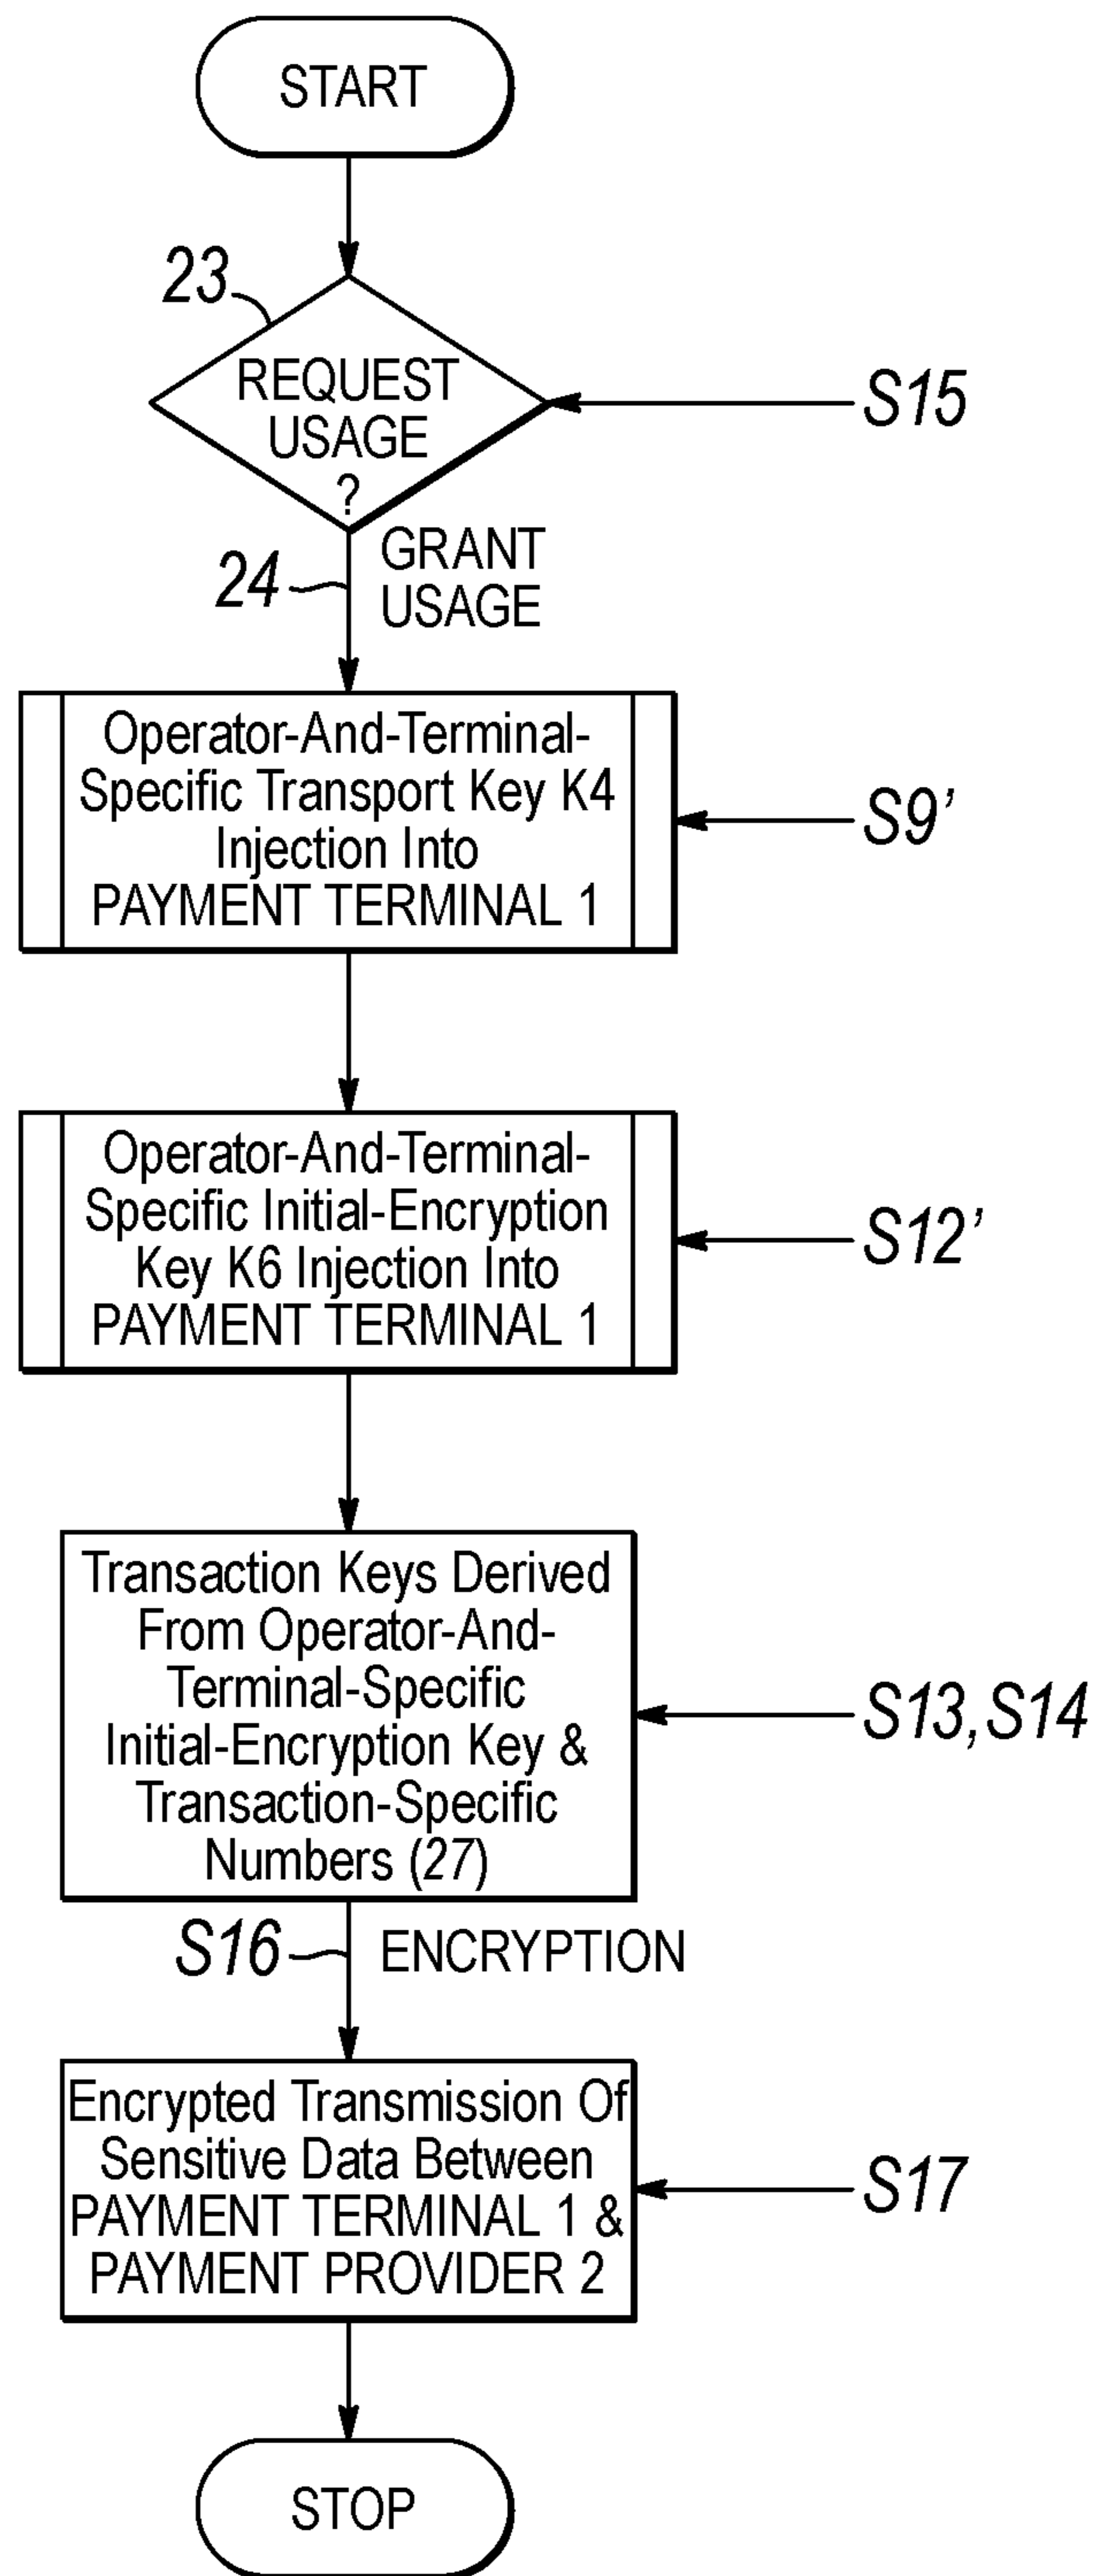 START
23
REQUEST
USAGE
?
S15
24
GRANT
USAGE
Operator-And-Terminal-
Specific Transport Key K4
Injection Into
PAYMENT TERMINAL 1
S9’
Operator-And-Terminal-
Specific Initial-Encryption
Key K6 Injection Into
PAYMENT TERMINAL 1
S12’
Transaction Keys Derived
From Operator-And-
Terminal-Specific
Initial-Encryption Key &
Transaction-Specific
Numbers (27)
S13,S14
S16
ENCRYPTION
Encrypted Transmission Of
Sensitive Data Between
PAYMENT TERMINAL 1 &
PAYMENT PROVIDER 2
S17
STOP